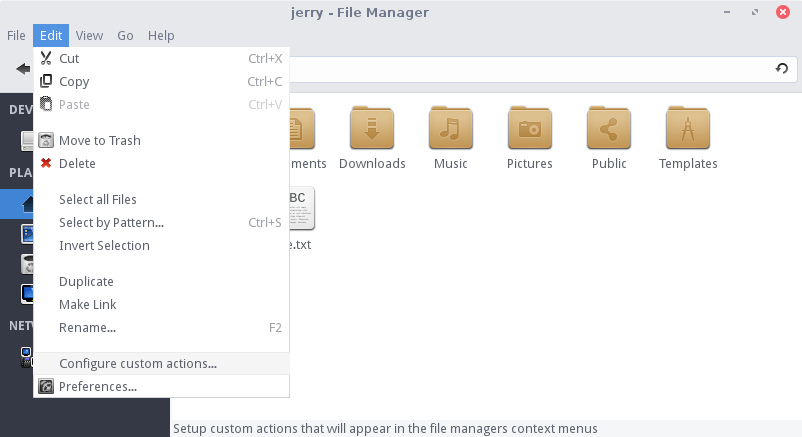 jerry - File Manager
File Edit View Go Help
Cut Ctrl+X
Copy Ctrl+C
Paste Ctrl+V
Move to Trash
Delete
Select all Files
Select by Pattern... Ctrl+S
Invert Selection
Duplicate
Make Link
Rename... F2
Configure custom actions...
Preferences...
DEV
PLA
NETW
ments Downloads Music Pictures Public Templates
BC
e.txt
Setup custom actions that will appear in the file managers context menus